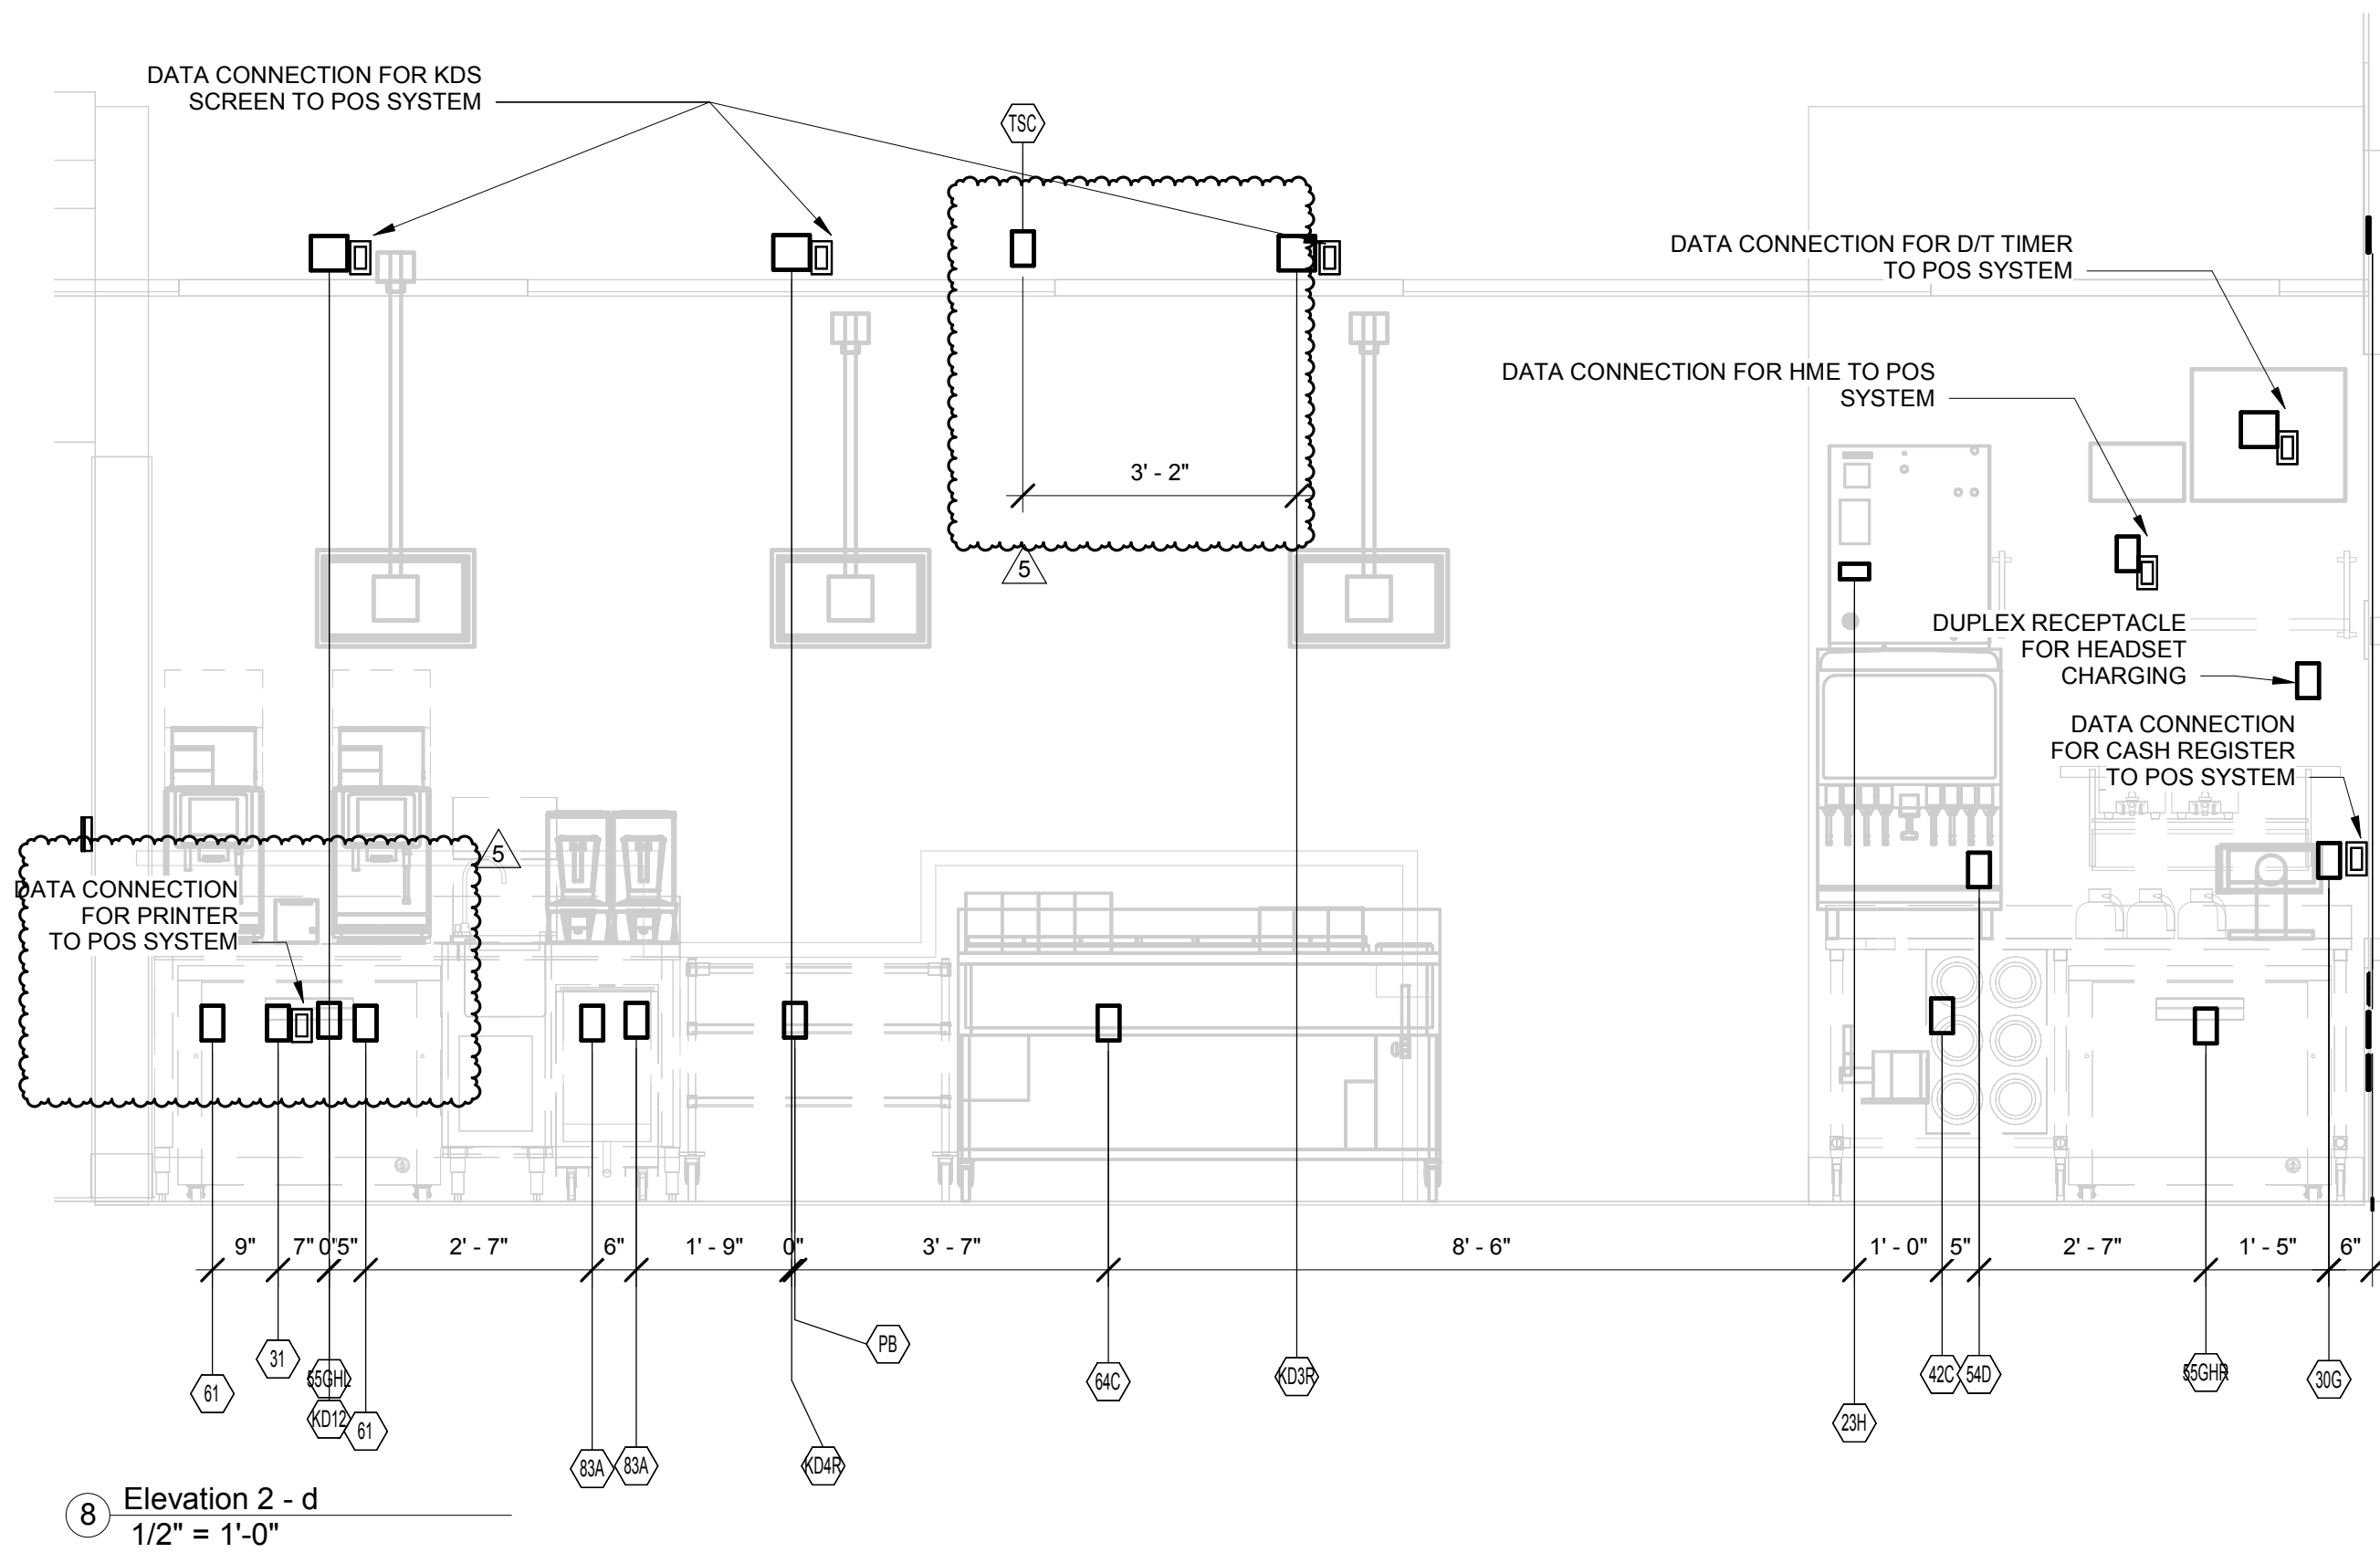 DATA CONNECTION FOR KDS
SCREEN TO POS SYSTEM
TSC
DATA CONNECTION FOR D/T TIMER
TO POS SYSTEM
DATA CONNECTION FOR HME TO POS
SYSTEM
3' - 2"
5
DUPLEX RECEPTACLE
FOR HEADSET
CHARGING
DATA CONNECTION
FOR CASH REGISTER
TO POS SYSTEM
5
DATA CONNECTION
FOR PRINTER
TO POS SYSTEM
9" 7" 0" 5" 2' - 7" 6" 1' - 9" 0" 3' - 7" 8' - 6" 1' - 0" 5" 2' - 7" 1' - 5" 6"
PB
31
61
55GHL
64C
KD3R
42C
54D
55GHR
30G
KD12
61
23H
83A
83A
KD4R
8
Elevation 2 - d
1/2" = 1'-0"